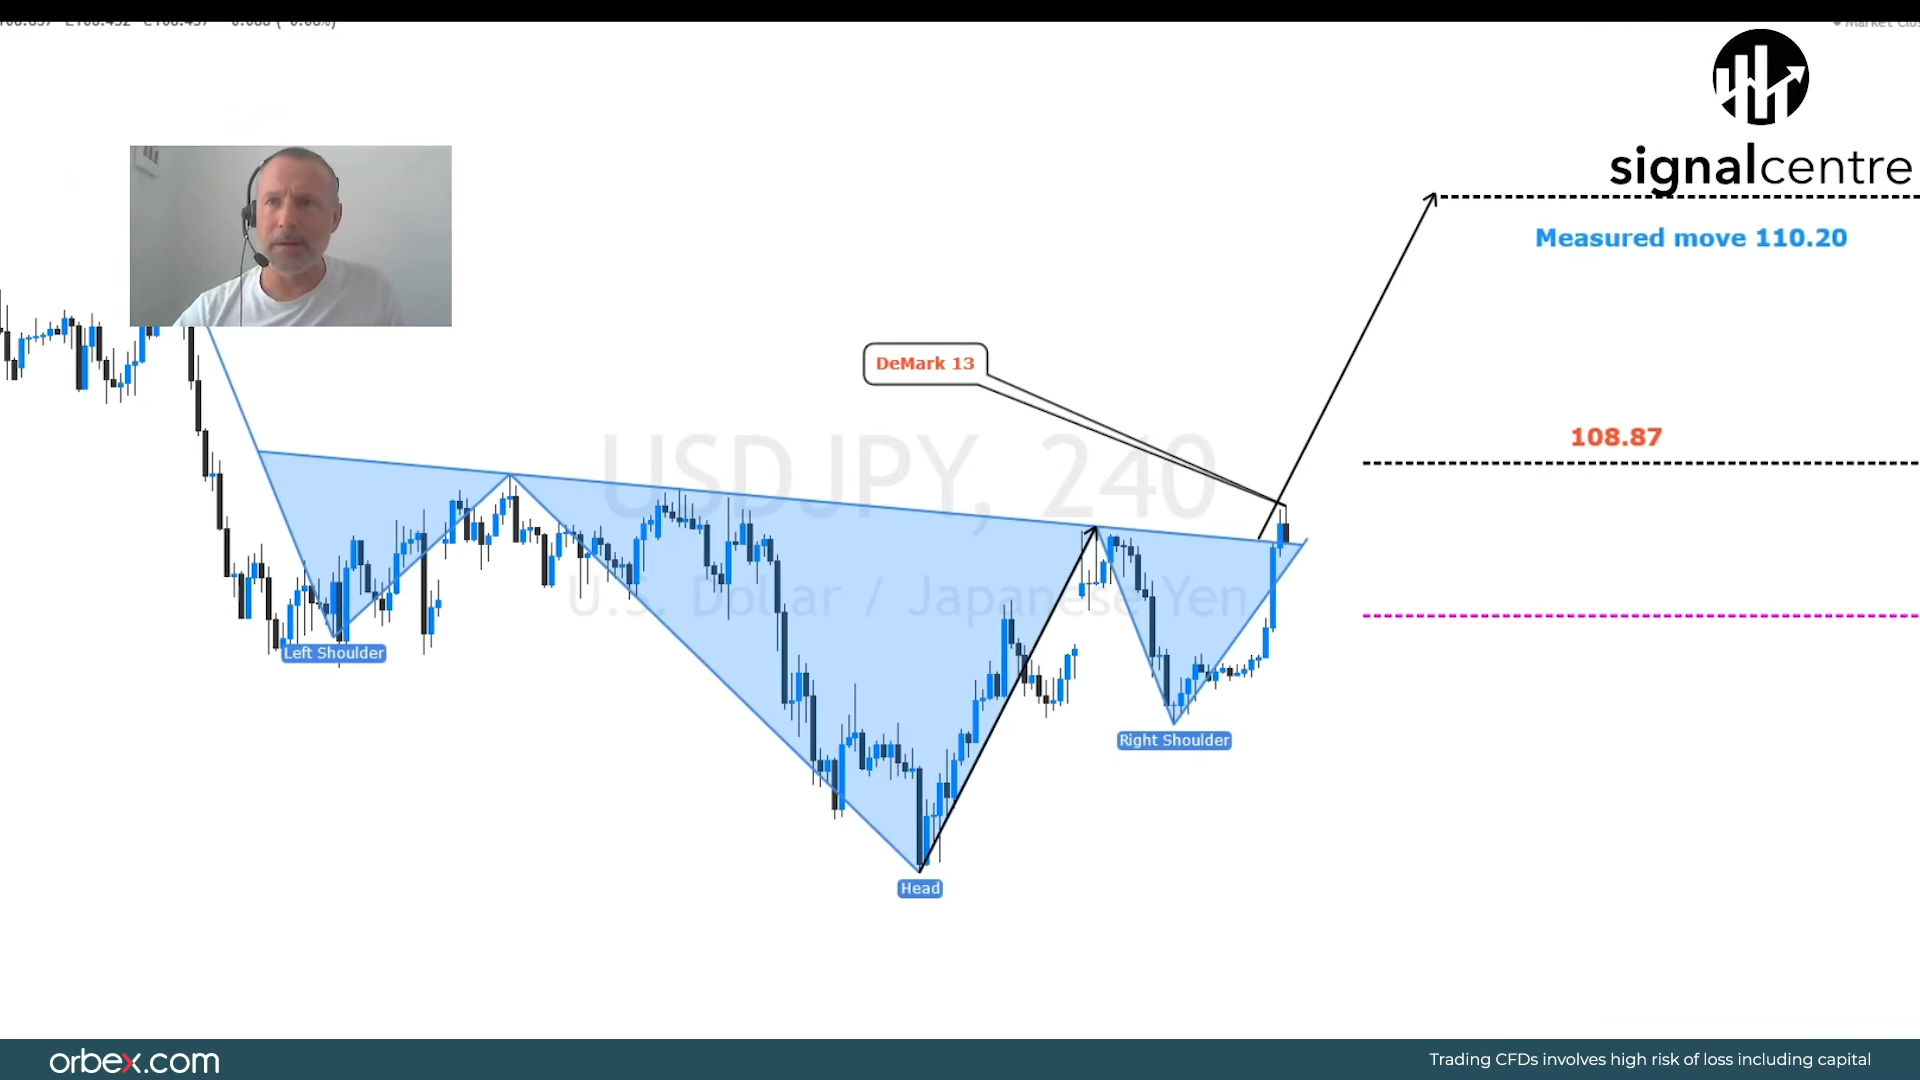 signalcentre
Measured move 110.20
DeMark 13
108.87
USDJPY, 240
U.S. Dollar / Japanese Yen
Left Shoulder
Right Shoulder
Head
orbex.com
Trading CFDs involves high risk of loss including capital